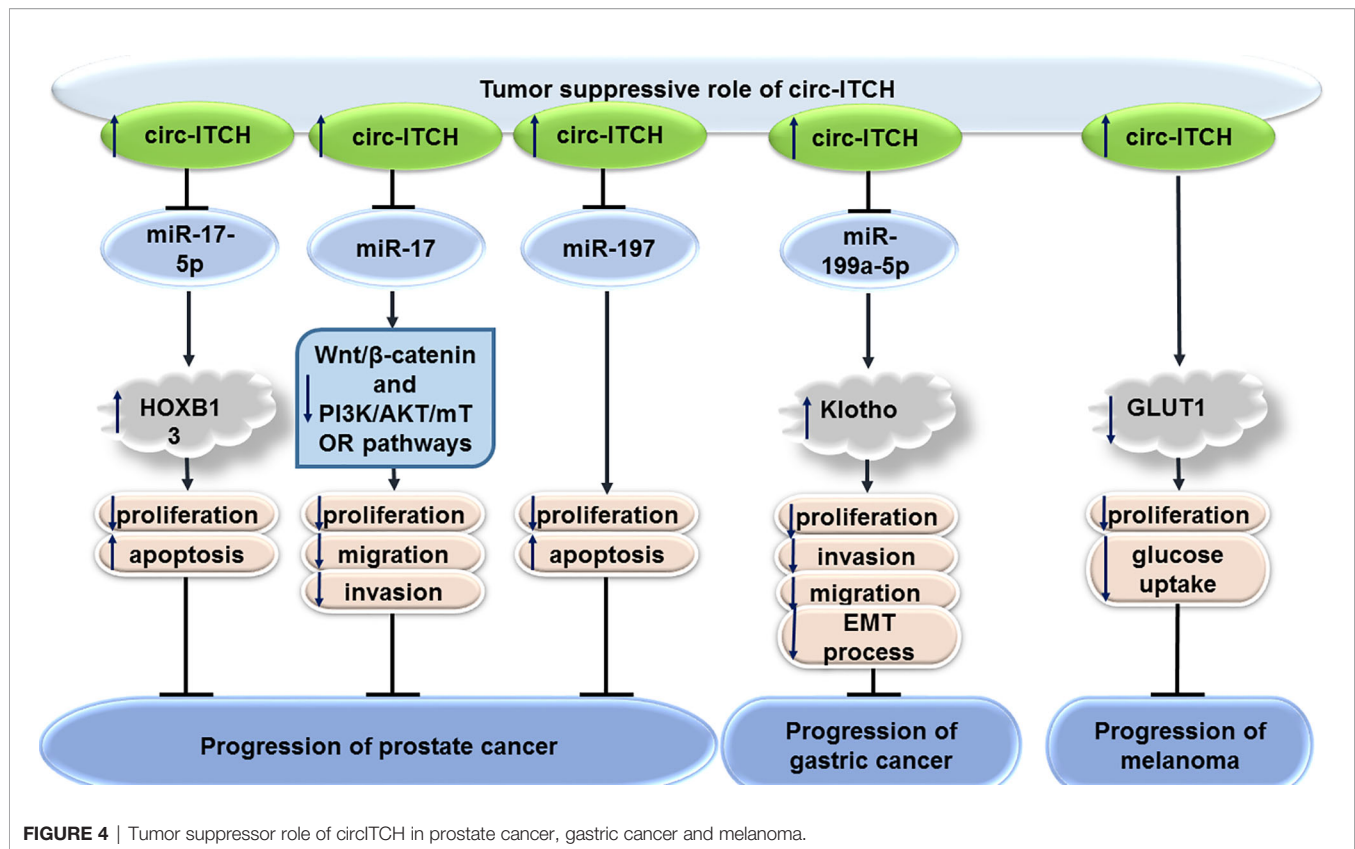 Tumor suppressive role of circ-ITCH
circ-ITCH
circ-ITCH
circ-ITCH
circ-ITCH
circ-ITCH
miR-17-
5p
miR-17
miR-197
miR-
199a-5p
HOXB1
3
Wnt/β-catenin
and
PI3K/AKT/mT
OR pathways
Klotho
GLUT1
proliferation
apoptosis
proliferation
migration
invasion
proliferation
apoptosis
proliferation
invasion
migration
EMT
process
proliferation
glucose
uptake
Progression of prostate cancer
Progression of
gastric cancer
Progression of
melanoma
FIGURE 4 | Tumor suppressor role of circITCH in prostate cancer, gastric cancer and melanoma.